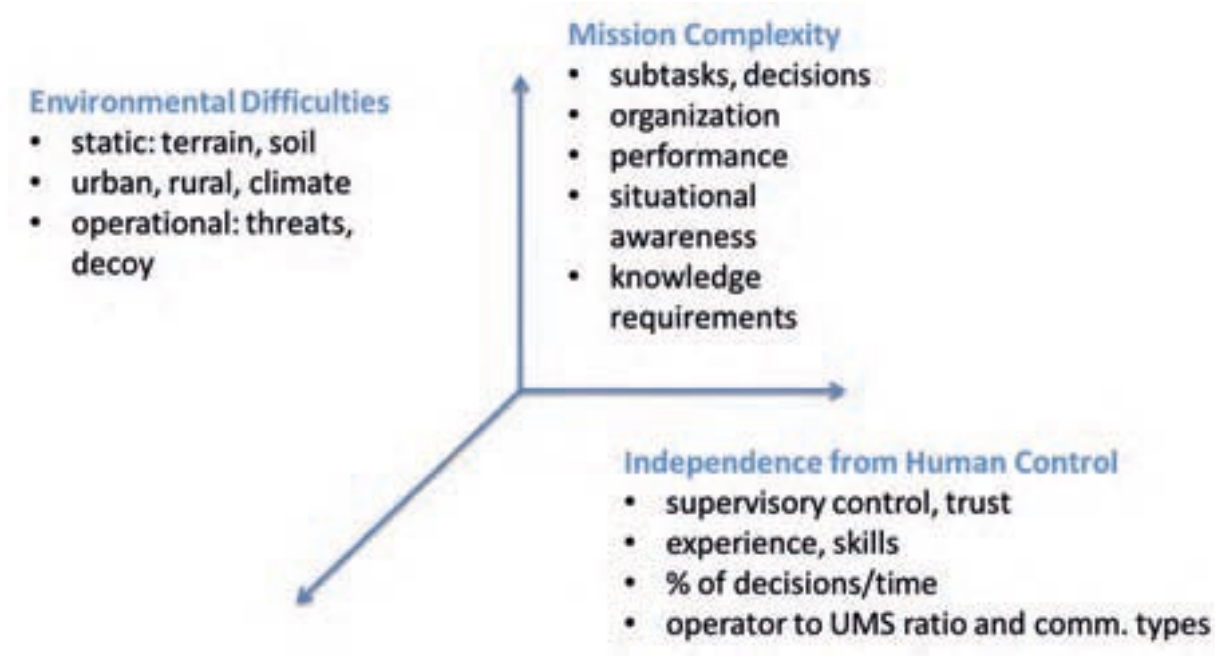 Mission Complexity
• subtasks, decisions
• organization
• performance
• situational
awareness
• knowledge
requirements
Environmental Difficulties
• static: terrain, soil
• urban, rural, climate
• operational: threats,
decoy
Independence from Human Control
• supervisory control, trust
• experience, skills
• % of decisions/time
• operator to UMS ratio and comm. types